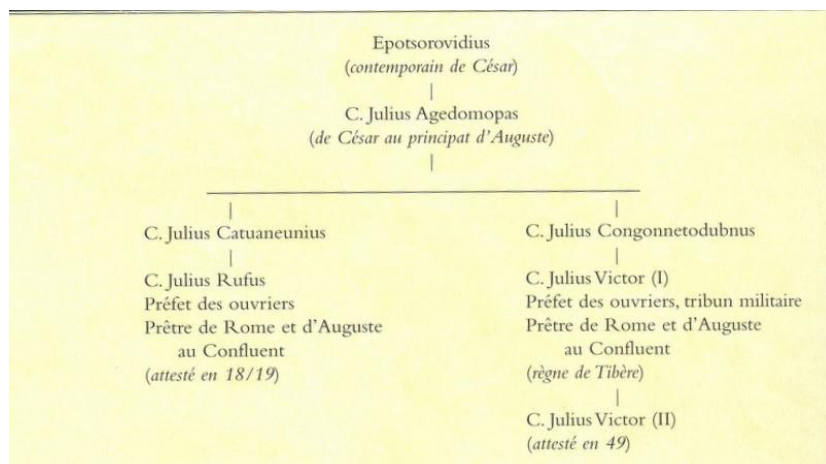 Epotsorovidius
(contemporain de César)
C. Julius Agedomopas
(de César au principat d'Auguste)
C. Julius Catuaneunius
C. Julius Rufus
Préfet des ouvriers
Prêtre de Rome et d'Auguste
au Confluent
(attesté en 18/19)
C. Julius Congonnetodubnus
C. Julius Victor (I)
Préfet des ouvriers, tribun militaire
Prêtre de Rome et d'Auguste
au Confluent
(règne de Tibère)
C. Julius Victor (II)
(attesté en 49)